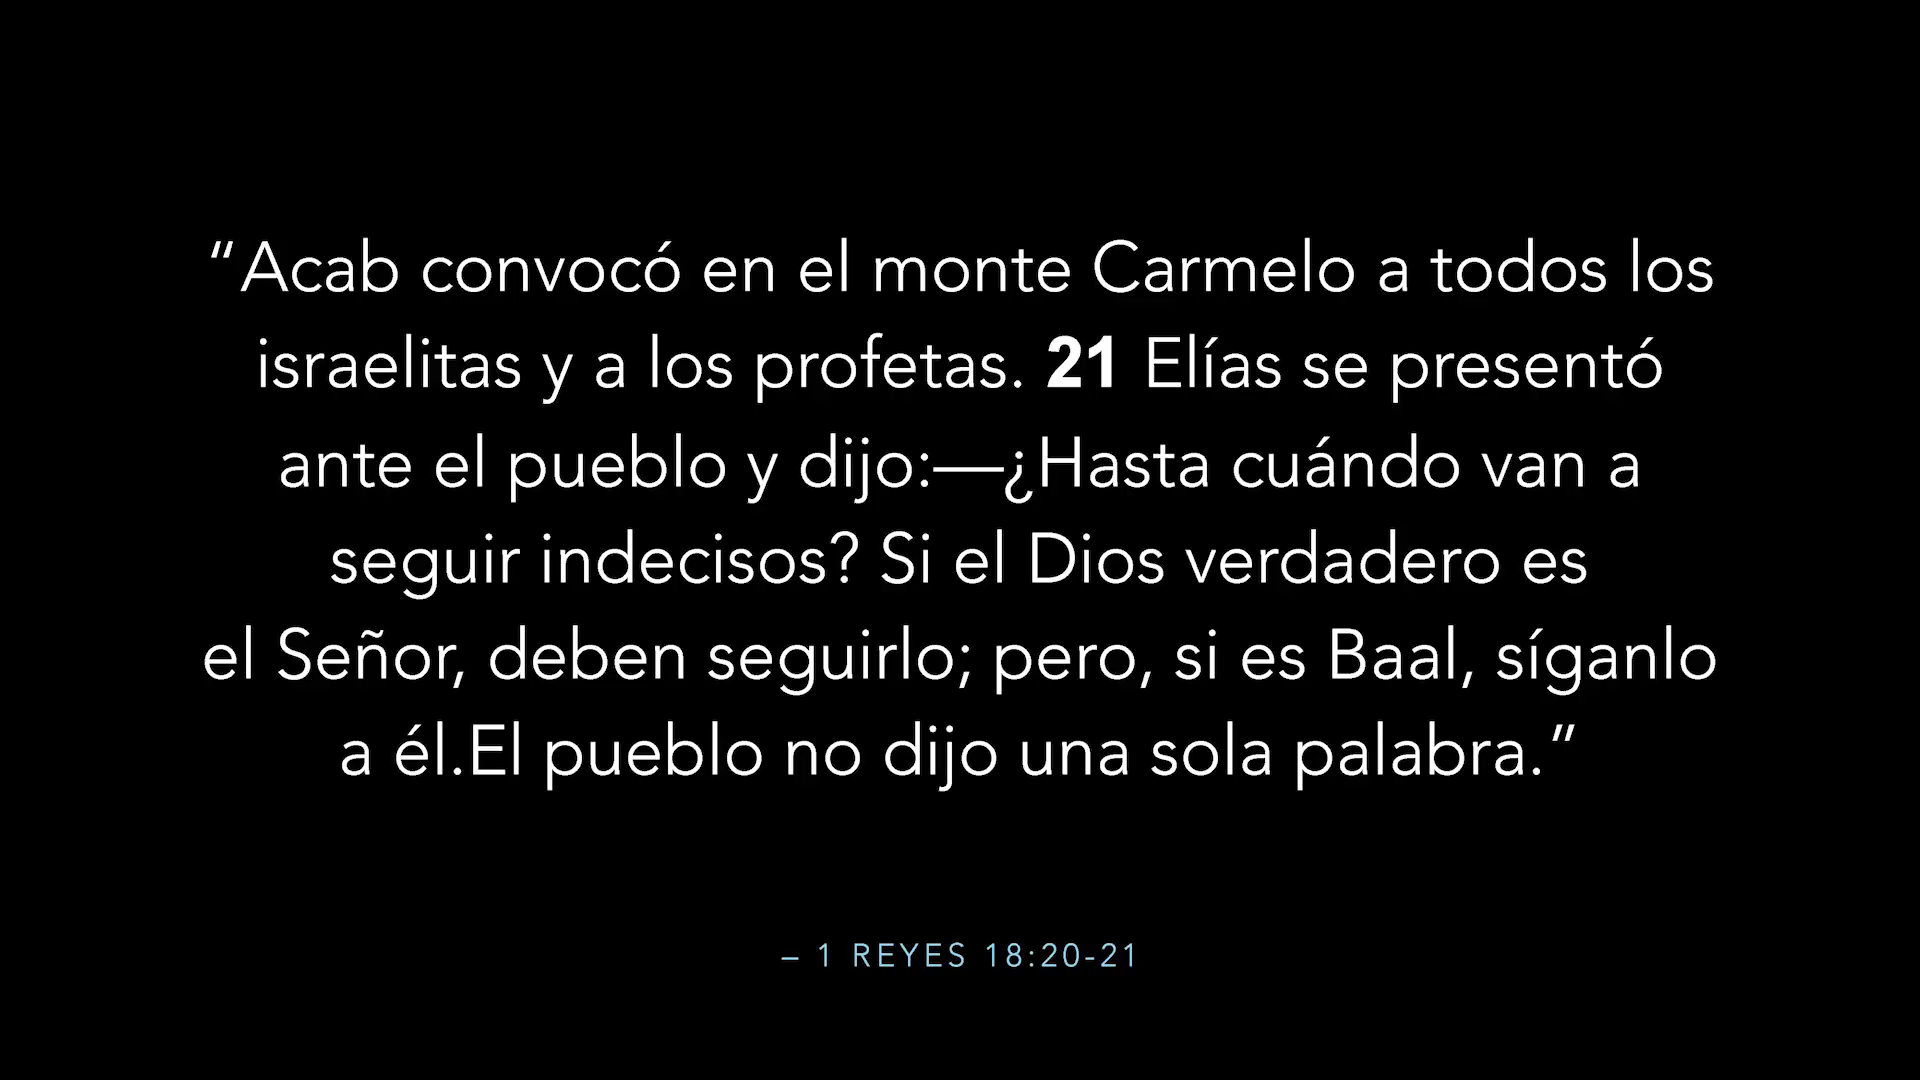 “Acab convocó en el monte Carmelo a todos los
israelitas y a los profetas. 21 Elías se presentó
ante el pueblo y dijo:—¿Hasta cuándo van a
seguir indecisos? Si el Dios verdadero es
el Señor, deben seguirlo; pero, si es Baal, síganlo
a él.El pueblo no dijo una sola palabra.”
– 1 REYES 18:20-21